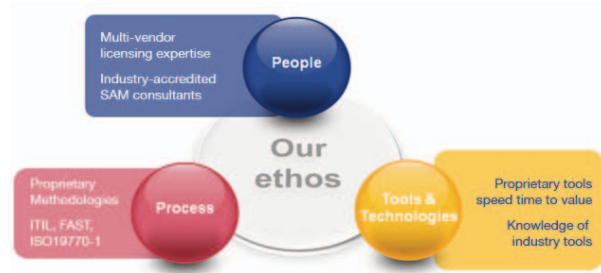 Multi-vendor
licensing expertise
Industry-accredited
SAM consultants
People
Our
ethos
Proprietary
Methodologies
ITIL, FAST,
ISO19770-1
Process
Tools &
Technologies
Proprietary tools
speed time to value
Knowledge of
industry tools